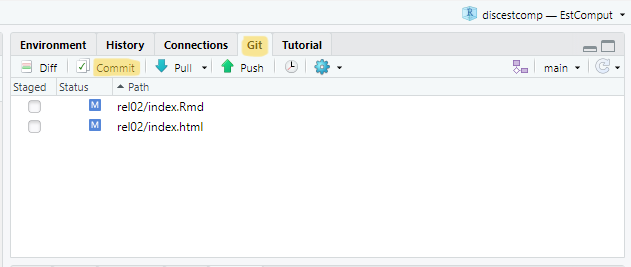 discestcomp — EstComput
Environment History Connections Git Tutorial
Diff Commit Pull Push main
Staged Status Path
M rel02/index.Rmd
M rel02/index.html